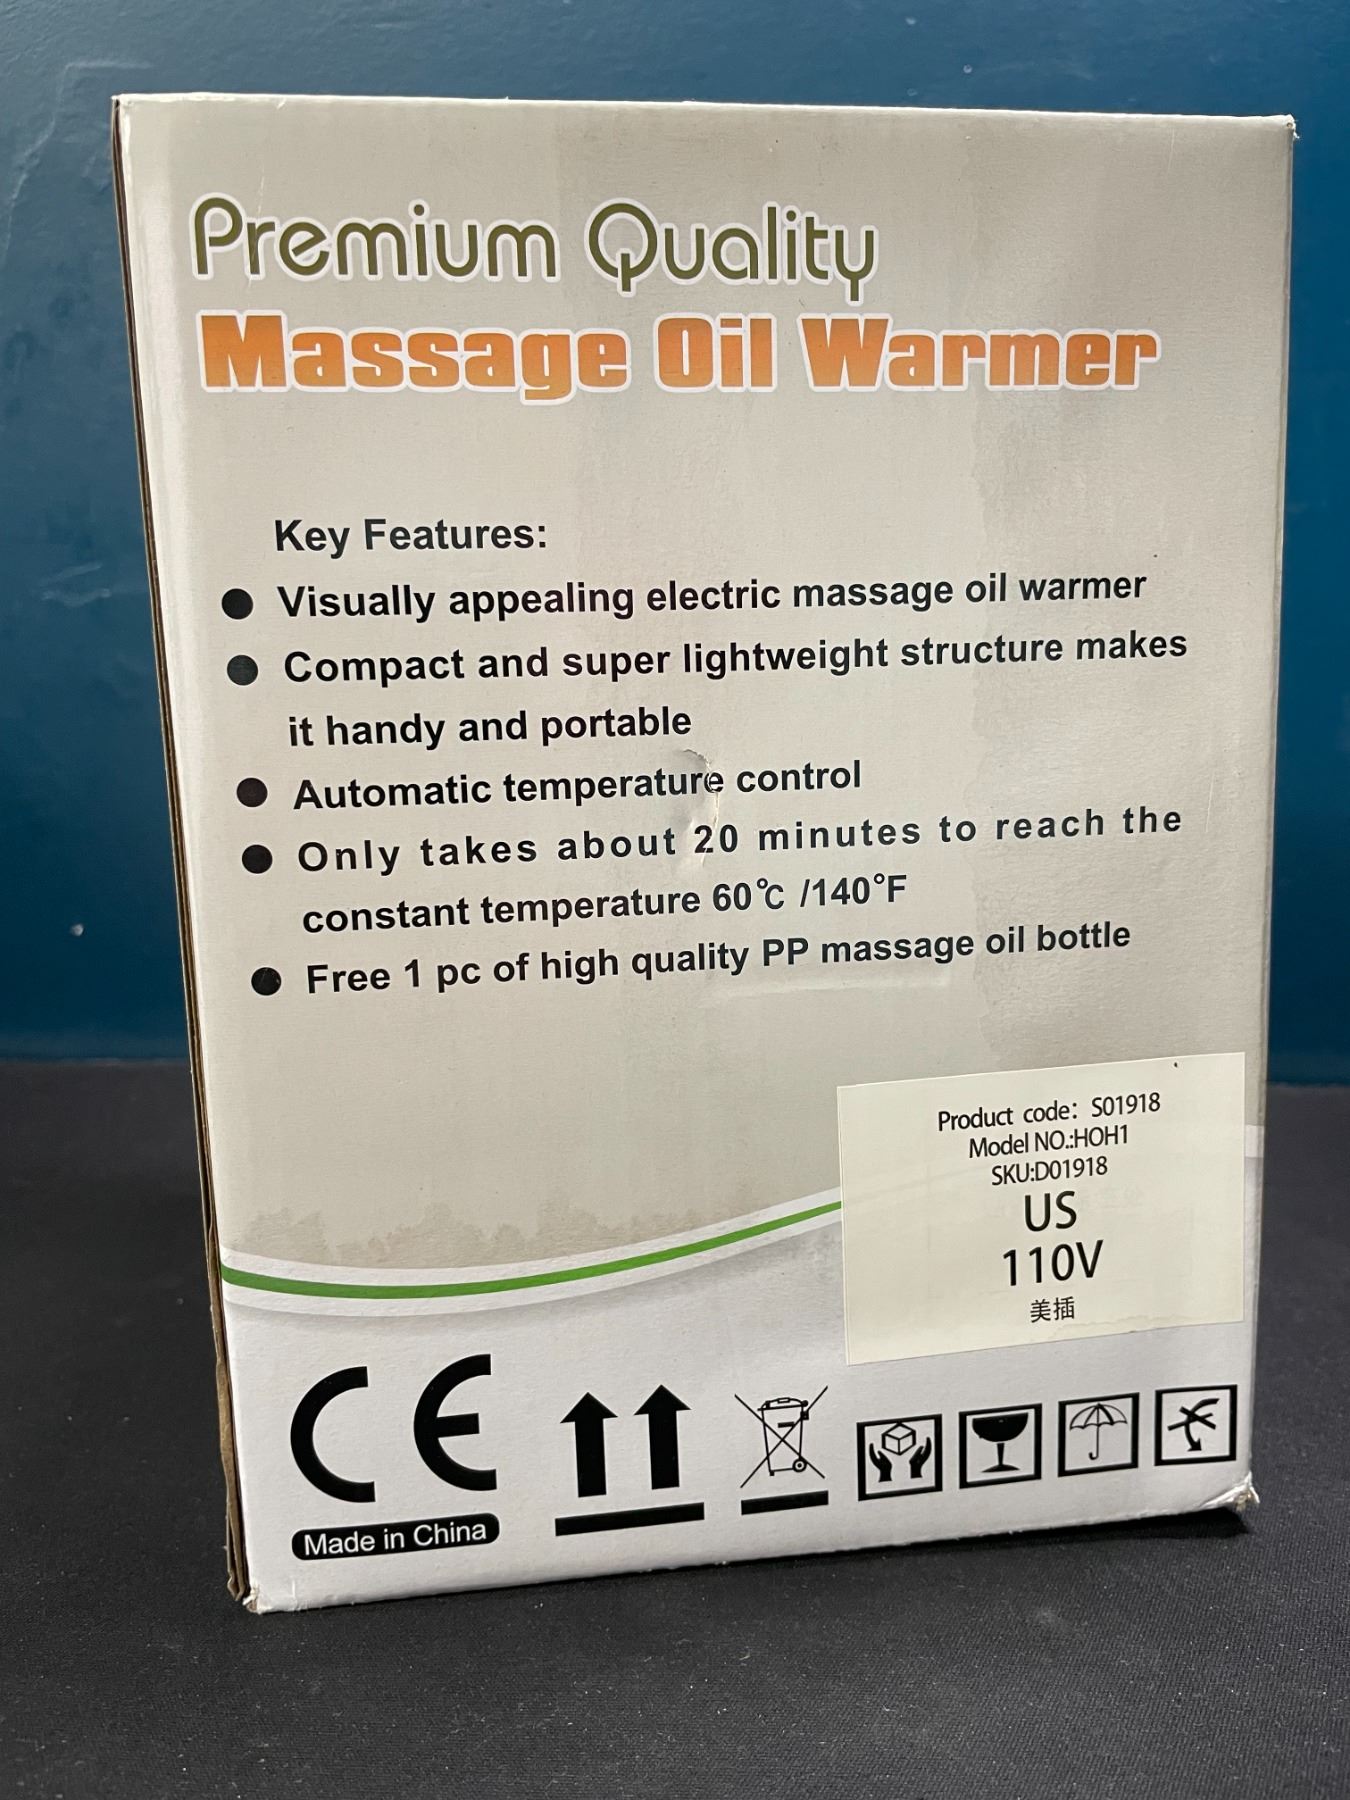 Premium Quality
Massage Oil Warmer
Key Features:
● Visually appealing electric massage oil warmer
● Compact and super lightweight structure makes
it handy and portable
● Automatic temperature control
● Only takes about 20 minutes to reach the
constant temperature 60℃ /140°F
● Free 1 pc of high quality PP massage oil bottle
Product code: S01918
Model NO.:HOH1
SKU:D01918
US
110V
美插
CE
Made in China